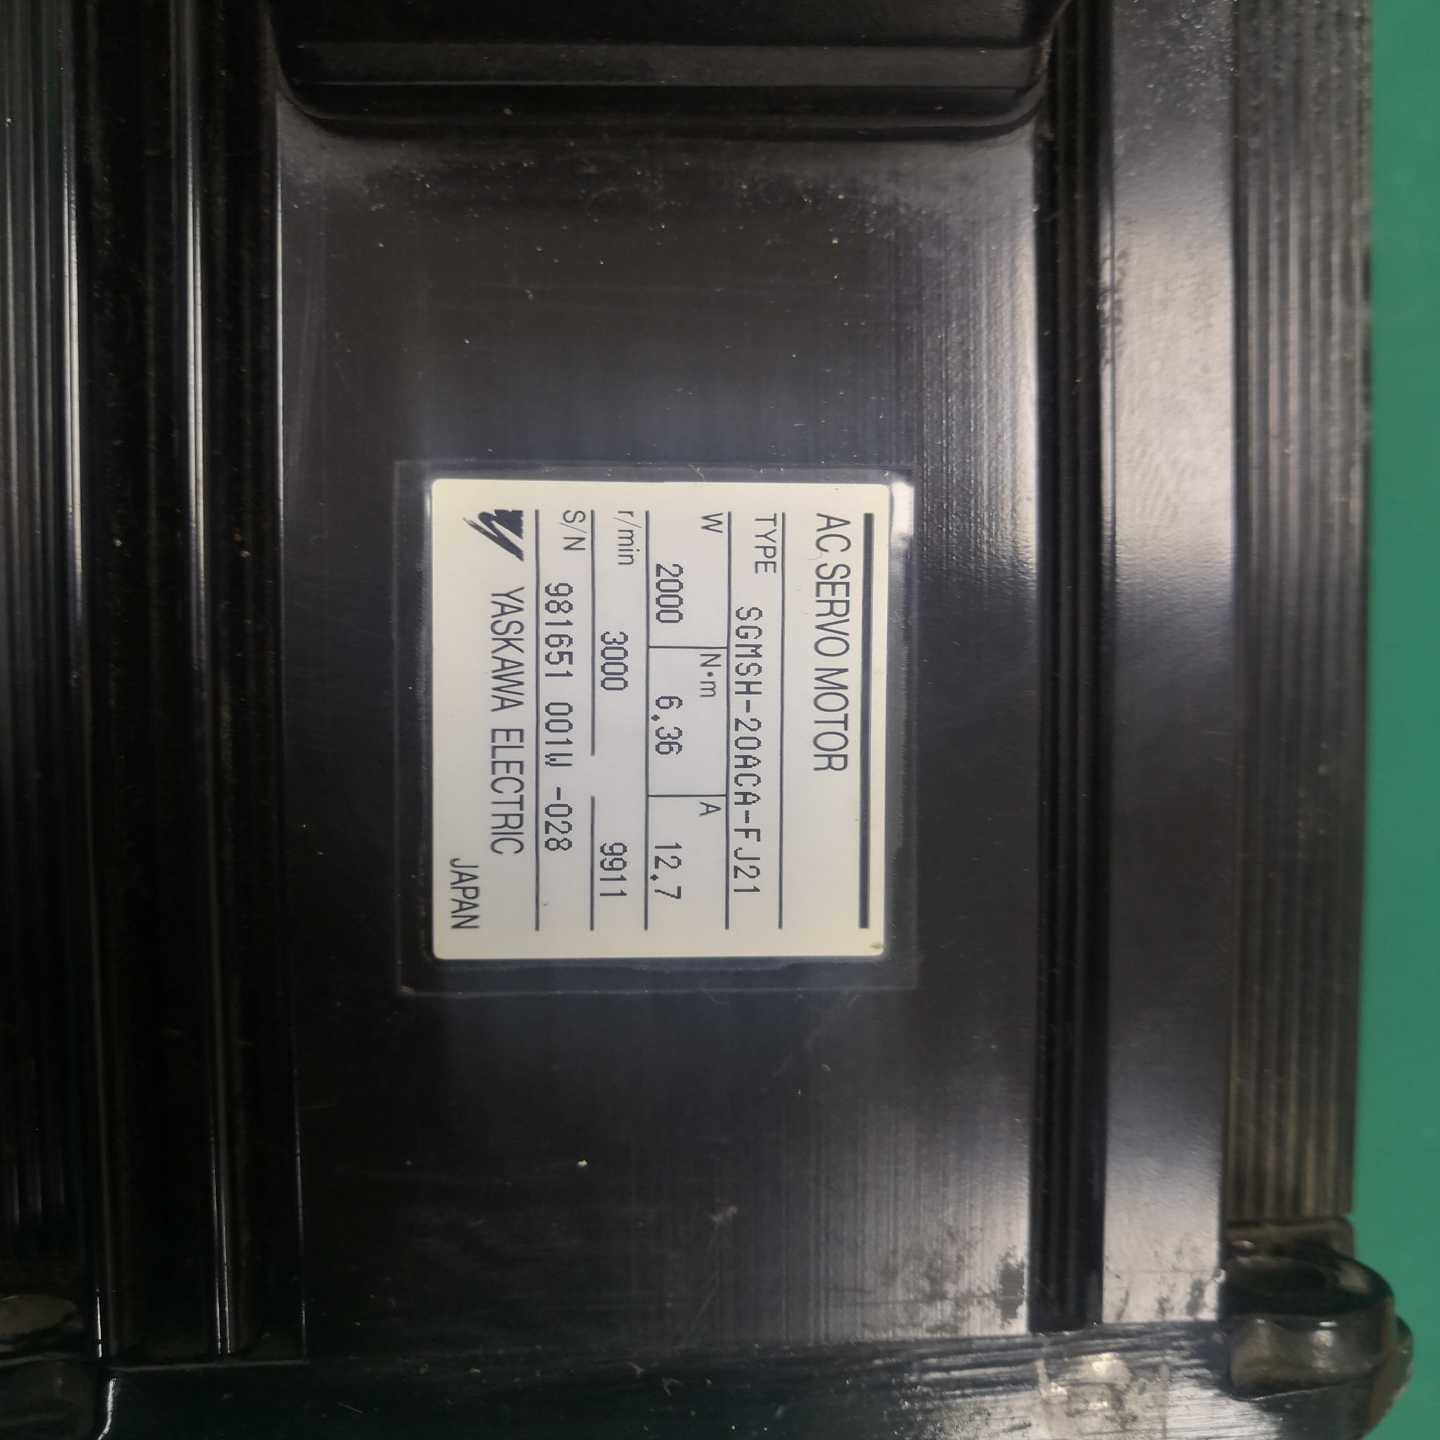 AC SERVO MOTOR
TYPE SGMSH-20ACA-FJ21
W N·m A
2000 6.36 12.7
r/min 3000 9911
S/N 981651 001W -028
YASKAWA ELECTRIC
JAPAN